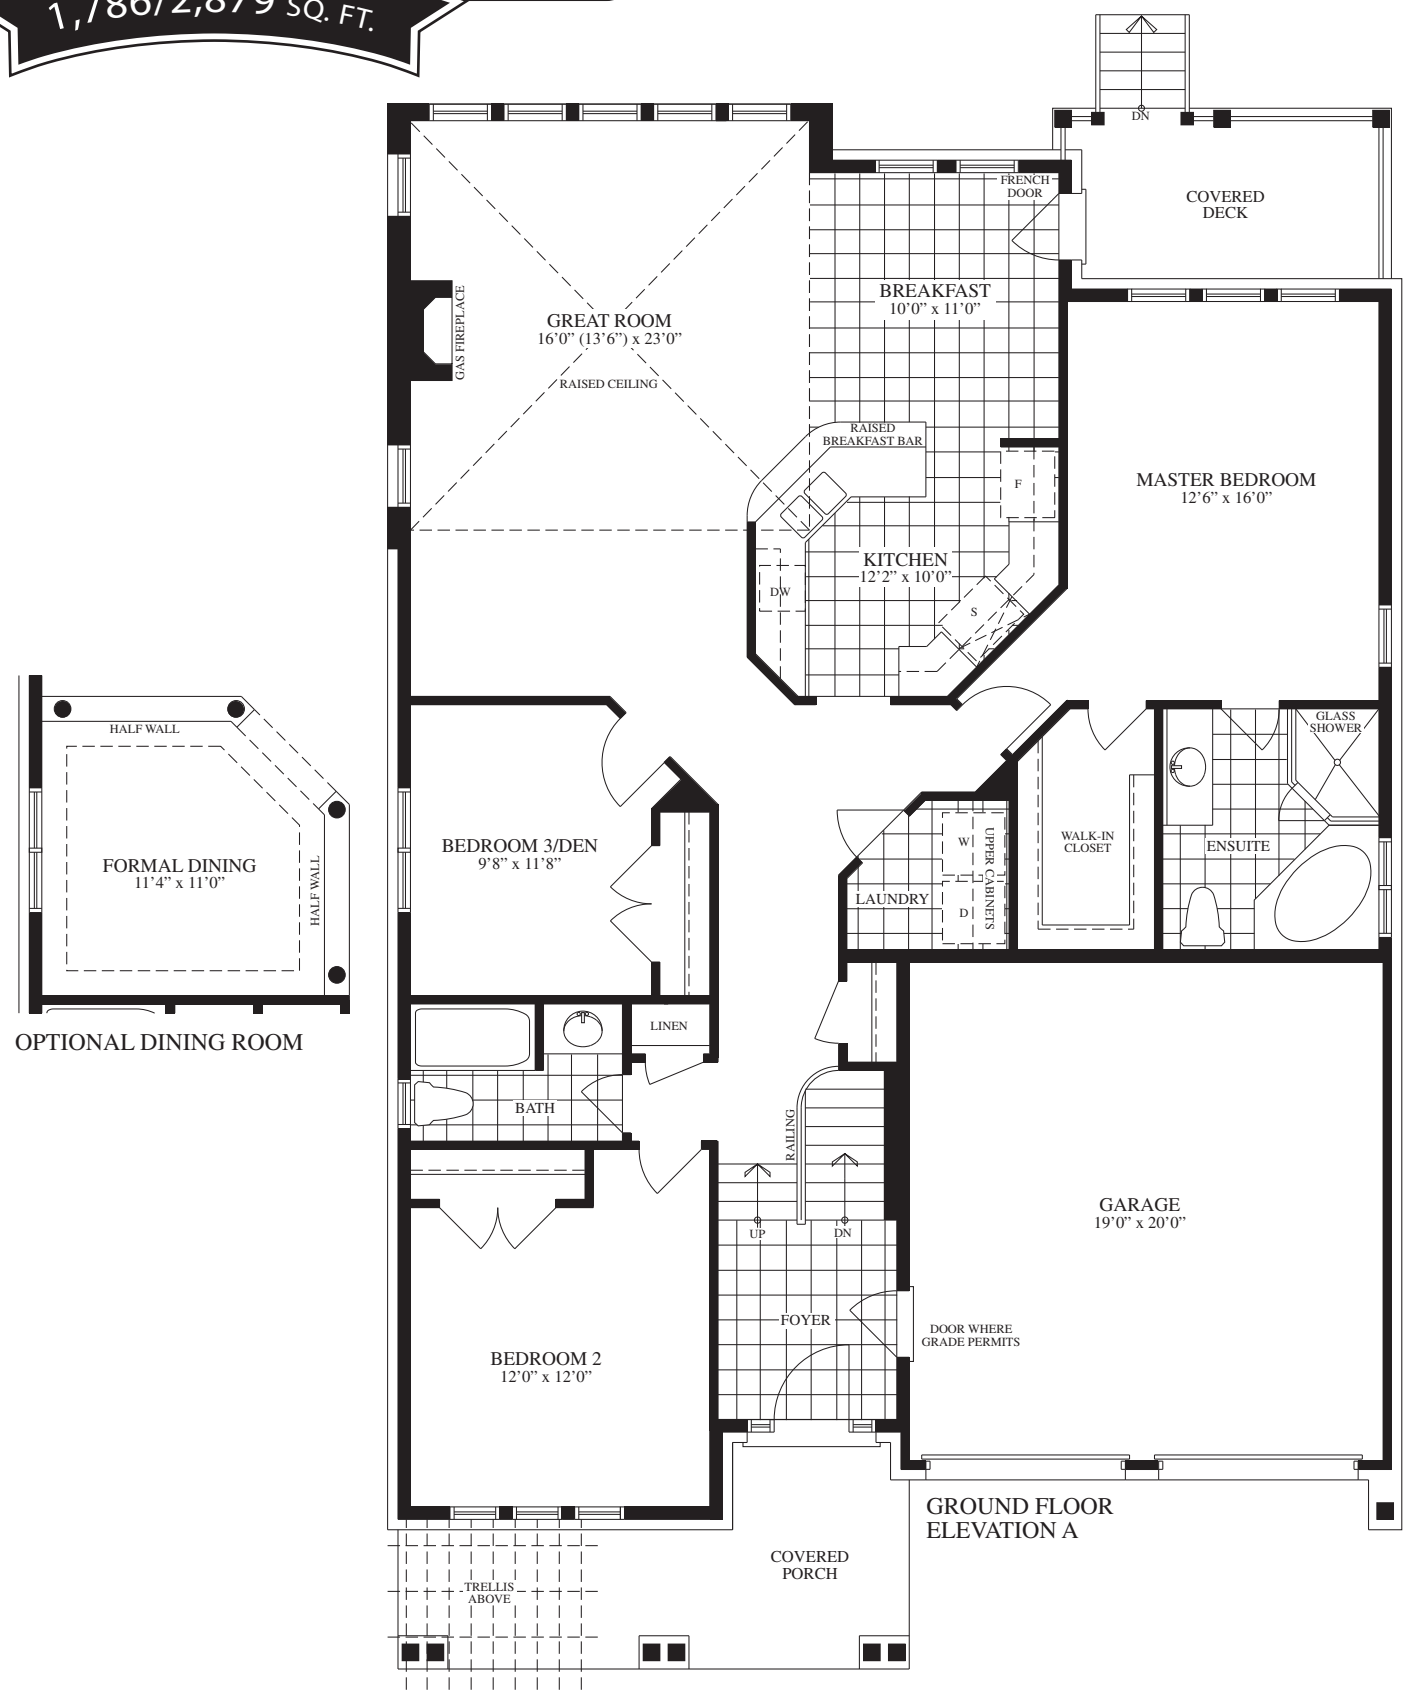 1,786/2,879 SQ. FT.
DN
FRENCH
DOOR
COVERED
DECK
BREAKFAST
10’0” x 11’0”
GREAT ROOM
16’0” (13’6”) x 23’0”
GAS FIREPLACE
RAISED CEILING
RAISED
BREAKFAST BAR
F
MASTER BEDROOM
12’6” x 16’0”
KITCHEN
12’2” x 10’0”
DW
S
HALF WALL
FORMAL DINING
11’4” x 11’0”
HALF WALL
OPTIONAL DINING ROOM
GLASS
SHOWER
BEDROOM 3/DEN
9’8” x 11’8”
W
UPPER CABINETS
WALK-IN
CLOSET
ENSUITE
LAUNDRY
D
LINEN
BATH
RAILING
GARAGE
19’0” x 20’0”
UP
DN
FOYER
DOOR WHERE
GRADE PERMITS
BEDROOM 2
12’0” x 12’0”
GROUND FLOOR
ELEVATION A
COVERED
PORCH
TRELLIS
ABOVE